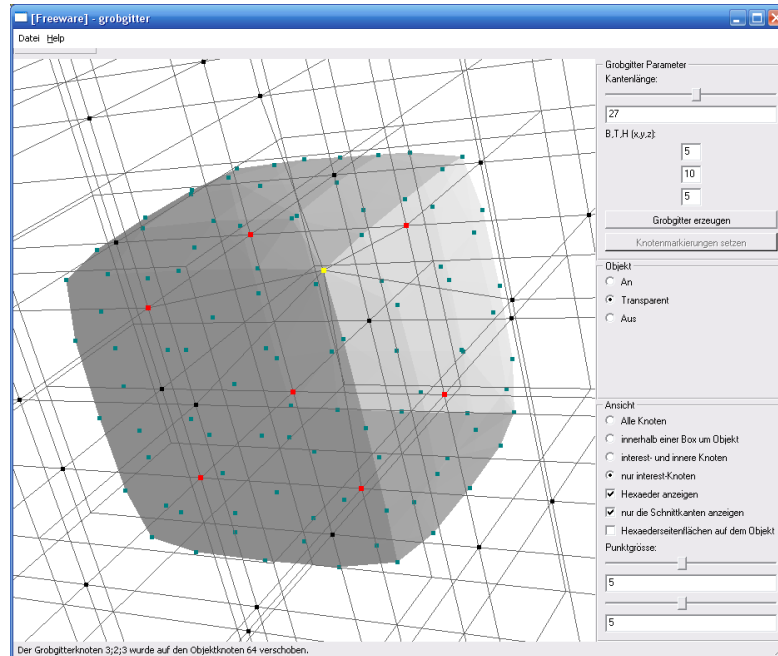 [Freeware] - grobgitter
Datei Help
Grobgitter Parameter
Kantenlänge:
27
B,T,H (x,y,z):
5
10
5
Grobgitter erzeugen
Knotenmarkierungen setzen
Objekt
An
Transparent
Aus
Ansicht
Alle Knoten
innerhalb einer Box um Objekt
interest- und innere Knoten
nur interest-Knoten
Hexaeder anzeigen
nur die Schnittkanten anzeigen
Hexaederseitenflächen auf dem Objekt
Punktgrösse:
5
5
Der Grobgitterknoten 3;2;3 wurde auf den Objektknoten 64 verschoben.